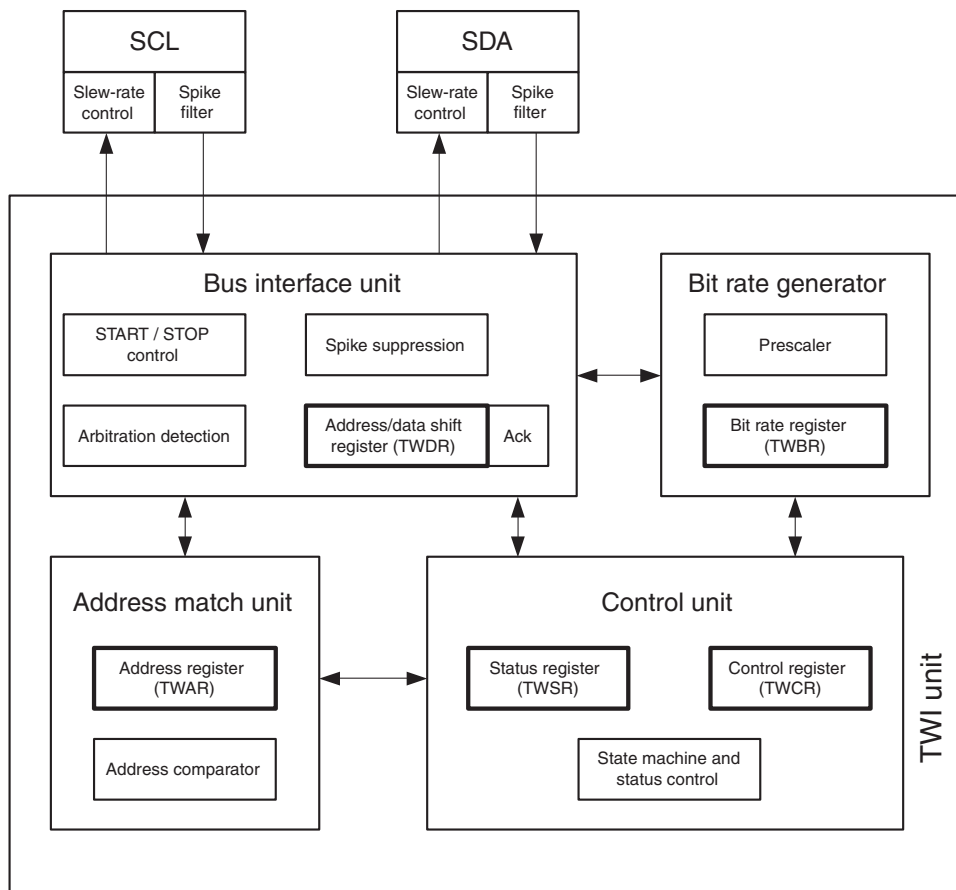 SCL
SDA
Slew-rate
control
Spike
filter
Slew-rate
control
Spike
filter
Bus interface unit
START / STOP
control
Spike suppression
Arbitration detection
Address/data shift
register (TWDR)
Ack
Bit rate generator
Prescaler
Bit rate register
(TWBR)
Address match unit
Address register
(TWAR)
Address comparator
Control unit
Status register
(TWSR)
Control register
(TWCR)
State machine and
status control
TWI unit